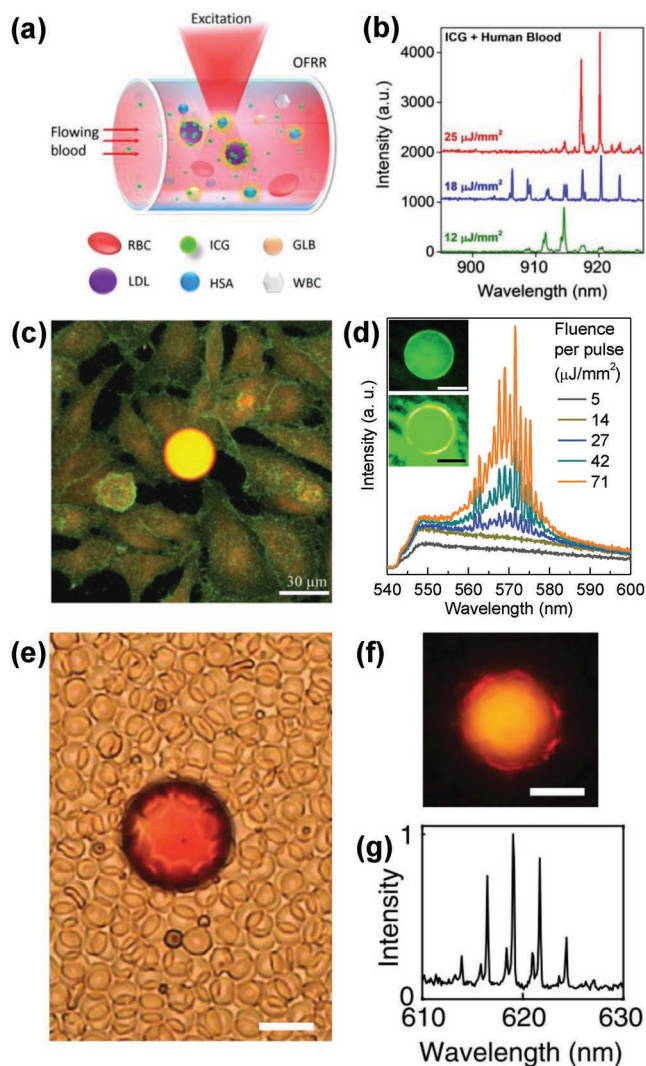 (a)
Excitation
OFRR
Flowing
blood
RBC
ICG
GLB
LDL
HSA
WBC
(b)
ICG + Human Blood
Intensity (a.u.)
4000
3000
2000
1000
0
25 μJ/mm²
18 μJ/mm²
12 μJ/mm²
900
910
920
Wavelength (nm)
(c)
30 μm
(d)
Intensity (a. u.)
Fluence
per pulse
(μJ/mm²)
5
14
27
42
71
540 550 560 570 580 590 600
Wavelength (nm)
(e)
(f)
(g)
Intensity
1
0
610 620 630
Wavelength (nm)